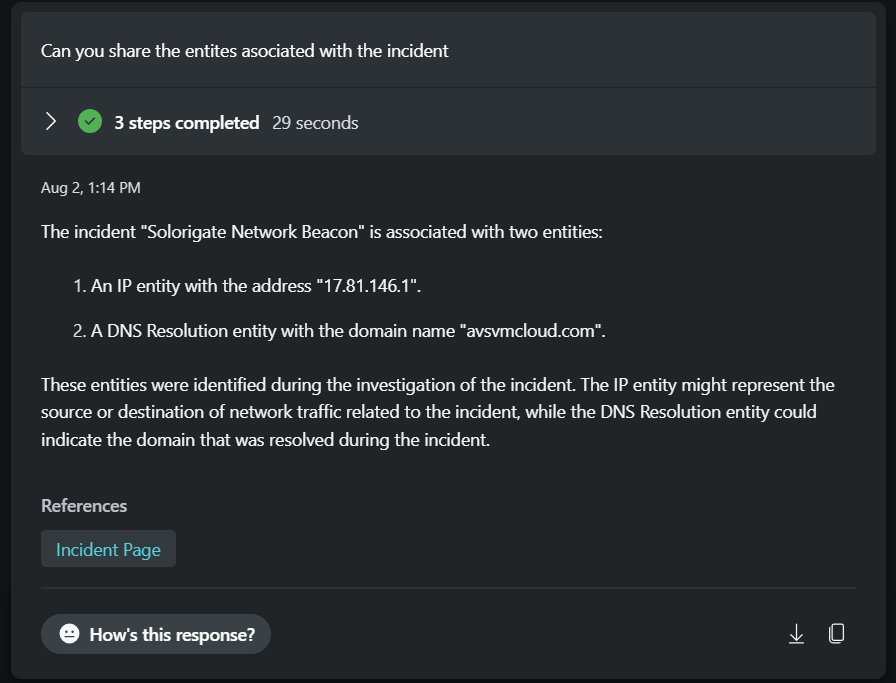 Can you share the entites asociated with the incident
3 steps completed 29 seconds
Aug 2, 1:14 PM
The incident "Solorigate Network Beacon" is associated with two entities:
1. An IP entity with the address "17.81.146.1".
2. A DNS Resolution entity with the domain name "avsvmcloud.com".
These entities were identified during the investigation of the incident. The IP entity might represent the
source or destination of network traffic related to the incident, while the DNS Resolution entity could
indicate the domain that was resolved during the incident.
References
Incident Page
How's this response?